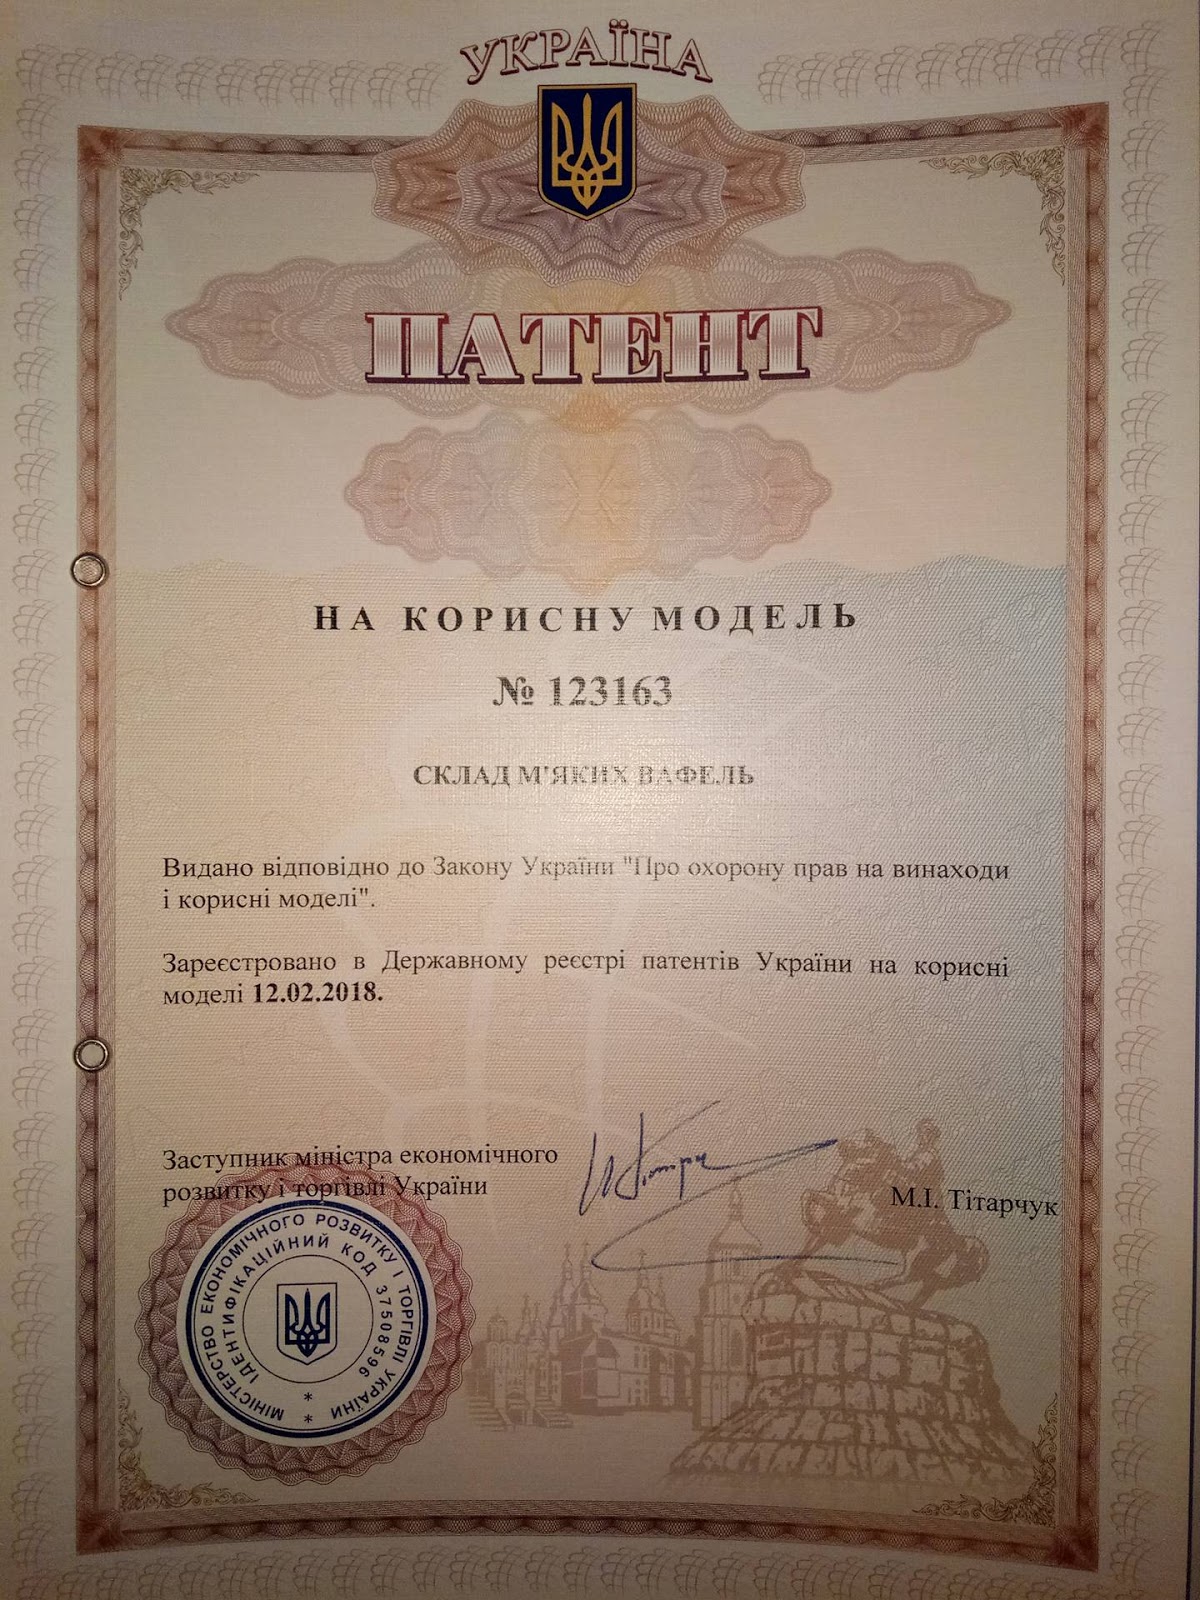 УКРАЇНА
ПАТЕНТ
НА КОРИСНУ МОДЕЛЬ
№ 123163
СКЛАД М'ЯКИХ ВАФЕЛЬ
Видано відповідно до Закону України "Про охорону прав на винаходи
і корисні моделі".
Зареєстровано в Державному реєстрі патентів України на корисні
моделі 12.02.2018.
Заступник міністра економічного
розвитку і торгівлі України
М.І. Тітарчук
МІНІСТЕРСТВО ЕКОНОМІЧНОГО РОЗВИТКУ І ТОРГІВЛІ УКРАЇНИ
ІДЕНТИФІКАЦІЙНИЙ КОД 37508596